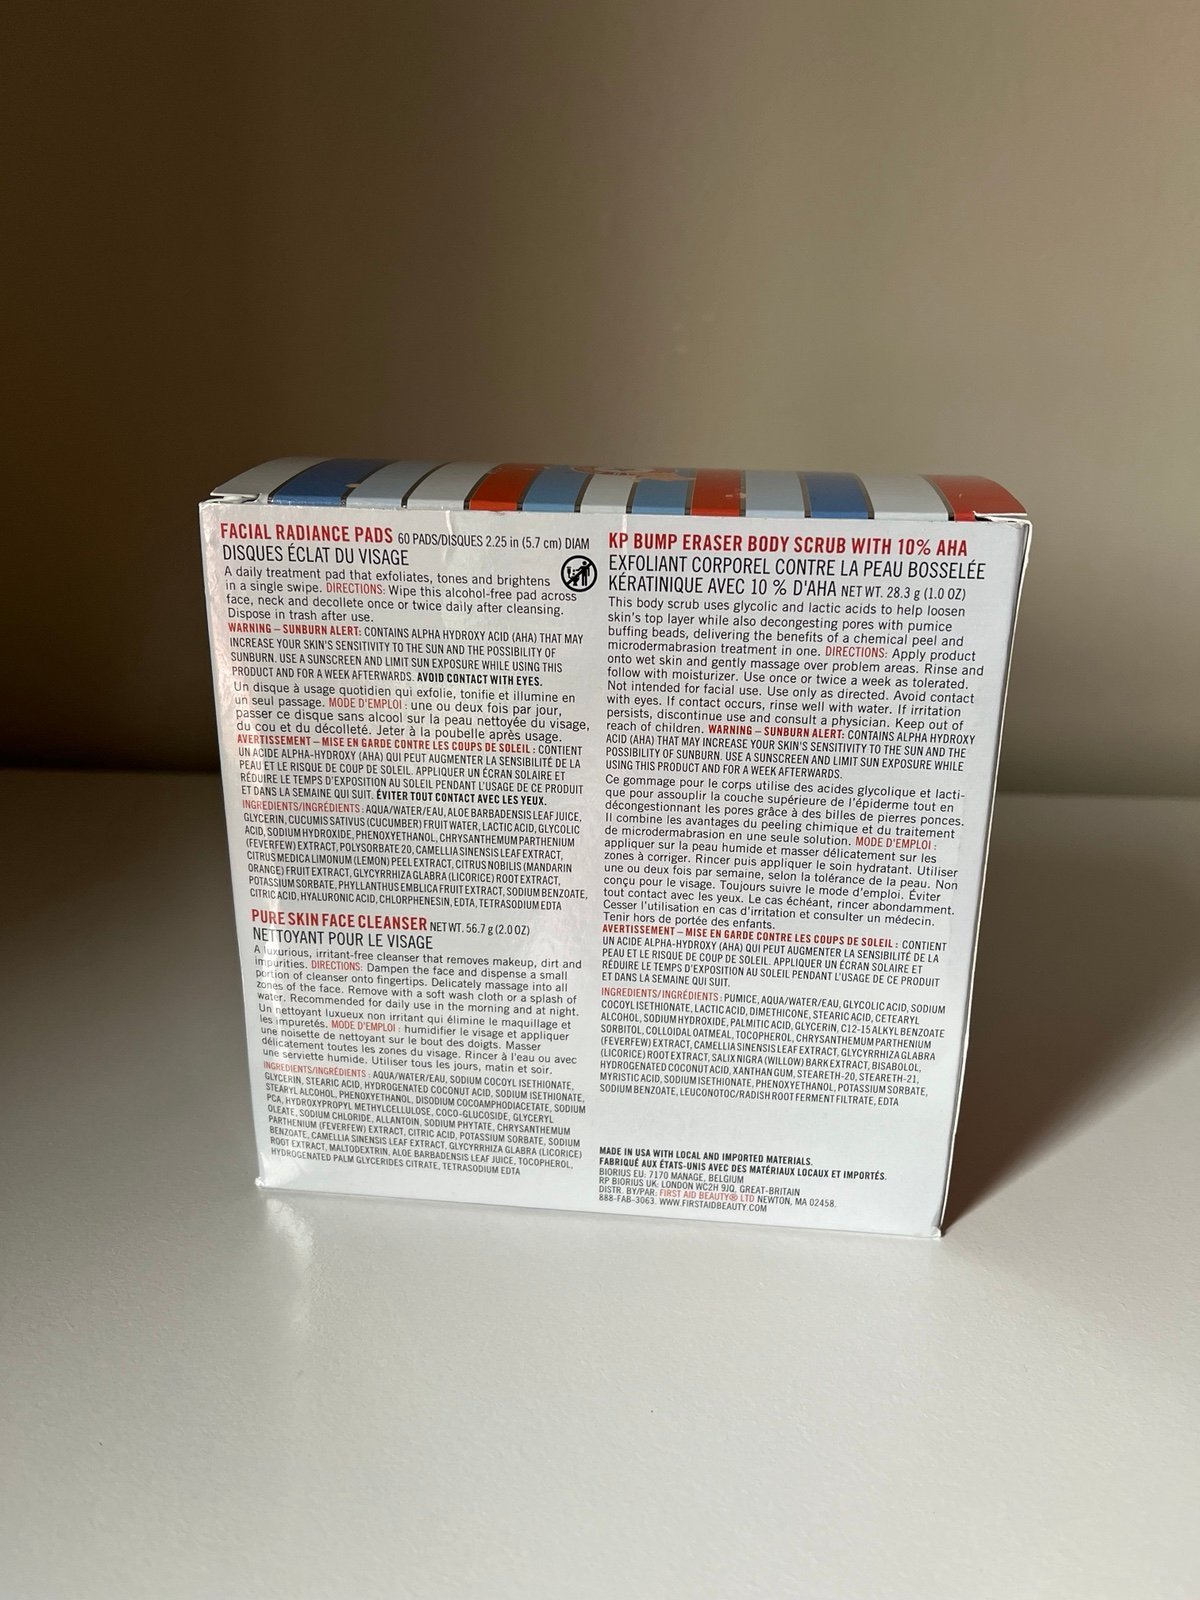 FACIAL RADIANCE PADS 60 PADS/DISQUES 2.25 in (5.7 cm) DIAM
DISQUES ÉCLAT DU VISAGE
A daily treatment pad that exfoliates, tones and brightens
in a single swipe. DIRECTIONS: Wipe this alcohol-free pad across
face, neck and decollete once or twice daily after cleansing.
Dispose in trash after use.
WARNING – SUNBURN ALERT: CONTAINS ALPHA HYDROXY ACID (AHA) THAT MAY
INCREASE YOUR SKIN'S SENSITIVITY TO THE SUN AND THE POSSIBILITY OF
SUNBURN. USE A SUNSCREEN AND LIMIT SUN EXPOSURE WHILE USING THIS
PRODUCT AND FOR A WEEK AFTERWARDS. AVOID CONTACT WITH EYES.
Un disque à usage quotidien qui exfolie, tonifie et illumine en
un seul passage. MODE D'EMPLOI : une ou deux fois par jour,
passer ce disque sans alcool sur la peau nettoyée du visage,
du cou et du décolleté. Jeter à la poubelle après usage.
AVERTISSEMENT – MISE EN GARDE CONTRE LES COUPS DE SOLEIL : CONTIENT
UN ACIDE ALPHA-HYDROXY (AHA) QUI PEUT AUGMENTER LA SENSIBILITÉ DE LA
PEAU ET LE RISQUE DE COUP DE SOLEIL. APPLIQUER UN ÉCRAN SOLAIRE ET
RÉDUIRE LE TEMPS D'EXPOSITION AU SOLEIL PENDANT L'USAGE DE CE PRODUIT
ET DANS LA SEMAINE QUI SUIT. ÉVITER TOUT CONTACT AVEC LES YEUX.
INGREDIENTS/INGRÉDIENTS : AQUA/WATER/EAU, ALOE BARBADENSIS LEAF JUICE,
GLYCERIN, CUCUMIS SATIVUS (CUCUMBER) FRUIT WATER, LACTIC ACID, GLYCOLIC
ACID, SODIUM HYDROXIDE, PHENOXYETHANOL, CHRYSANTHEMUM PARTHENIUM
(FEVERFEW) EXTRACT, POLYSORBATE 20, CAMELLIA SINENSIS LEAF EXTRACT,
CITRUS MEDICA LIMONUM (LEMON) PEEL EXTRACT, CITRUS NOBILIS (MANDARIN
ORANGE) FRUIT EXTRACT, GLYCYRRHIZA GLABRA (LICORICE) ROOT EXTRACT,
POTASSIUM SORBATE, PHYLLANTHUS EMBLICA FRUIT EXTRACT, SODIUM BENZOATE,
CITRIC ACID, HYALURONIC ACID, CHLORPHENESIN, EDTA, TETRASODIUM EDTA
PURE SKIN FACE CLEANSER NET WT. 56.7 g (2.0 OZ)
NETTOYANT POUR LE VISAGE
A luxurious, irritant-free cleanser that removes makeup, dirt and
impurities. DIRECTIONS: Dampen the face and dispense a small
portion of cleanser onto fingertips. Delicately massage into all
zones of the face. Remove with a soft wash cloth or a splash of
water. Recommended for daily use in the morning and at night.
Un nettoyant luxueux non irritant qui élimine le maquillage et
les impuretés. MODE D'EMPLOI : humidifier le visage et appliquer
une noisette de nettoyant sur le bout des doigts. Masser
délicatement toutes les zones du visage. Rincer à l'eau ou avec
une serviette humide. Utiliser tous les jours, matin et soir.
INGREDIENTS/INGRÉDIENTS : AQUA/WATER/EAU, SODIUM COCOYL ISETHIONATE,
GLYCERIN, STEARIC ACID, HYDROGENATED COCONUT ACID, SODIUM ISETHIONATE,
STEARYL ALCOHOL, PHENOXYETHANOL, DISODIUM COCOAMPHODIACETATE, SODIUM
PCA, HYDROXYPROPYL METHYLCELLULOSE, COCO-GLUCOSIDE, GLYCERYL
OLEATE, SODIUM CHLORIDE, ALLANTOIN, SODIUM PHYTATE, CHRYSANTHEMUM
PARTHENIUM (FEVERFEW) EXTRACT, CITRIC ACID, POTASSIUM SORBATE, SODIUM
BENZOATE, CAMELLIA SINENSIS LEAF EXTRACT, GLYCYRRHIZA GLABRA (LICORICE)
ROOT EXTRACT, MALTODEXTRIN, ALOE BARBADENSIS LEAF JUICE, TOCOPHEROL,
HYDROGENATED PALM GLYCERIDES CITRATE, TETRASODIUM EDTA
KP BUMP ERASER BODY SCRUB WITH 10% AHA
EXFOLIANT CORPOREL CONTRE LA PEAU BOSSELÉE
KÉRATINIQUE AVEC 10 % D'AHA NET WT. 28.3 g (1.0 OZ)
This body scrub uses glycolic and lactic acids to help loosen
skin's top layer while also decongesting pores with pumice
buffing beads, delivering the benefits of a chemical peel and
microdermabrasion treatment in one. DIRECTIONS: Apply product
onto wet skin and gently massage over problem areas. Rinse and
follow with moisturizer. Use once or twice a week as tolerated.
Not intended for facial use. Use only as directed. Avoid contact
with eyes. If contact occurs, rinse well with water. If irritation
persists, discontinue use and consult a physician. Keep out of
reach of children. WARNING – SUNBURN ALERT: CONTAINS ALPHA HYDROXY
ACID (AHA) THAT MAY INCREASE YOUR SKIN'S SENSITIVITY TO THE SUN AND THE
POSSIBILITY OF SUNBURN. USE A SUNSCREEN AND LIMIT SUN EXPOSURE WHILE
USING THIS PRODUCT AND FOR A WEEK AFTERWARDS.
Ce gommage pour le corps utilise des acides glycolique et lacti-
que pour assouplir la couche supérieure de l'épiderme tout en
décongestionnant les pores grâce à des billes de pierres ponces.
Il combine les avantages du peeling chimique et du traitement
de microdermabrasion en une seule solution. MODE D'EMPLOI :
appliquer sur la peau humide et masser délicatement sur les
zones à corriger. Rincer puis appliquer le soin hydratant. Utiliser
une ou deux fois par semaine, selon la tolérance de la peau. Non
conçu pour le visage. Toujours suivre le mode d'emploi. Éviter
tout contact avec les yeux. Le cas échéant, rincer abondamment.
Cesser l'utilisation en cas d'irritation et consulter un médecin.
Tenir hors de portée des enfants.
AVERTISSEMENT – MISE EN GARDE CONTRE LES COUPS DE SOLEIL : CONTIENT
UN ACIDE ALPHA-HYDROXY (AHA) QUI PEUT AUGMENTER LA SENSIBILITÉ DE LA
PEAU ET LE RISQUE DE COUP DE SOLEIL. APPLIQUER UN ÉCRAN SOLAIRE ET
RÉDUIRE LE TEMPS D'EXPOSITION AU SOLEIL PENDANT L'USAGE DE CE PRODUIT
ET DANS LA SEMAINE QUI SUIT.
INGREDIENTS/INGRÉDIENTS : PUMICE, AQUA/WATER/EAU, GLYCOLIC ACID, SODIUM
COCOYL ISETHIONATE, LACTIC ACID, DIMETHICONE, STEARIC ACID, CETEARYL
ALCOHOL, SODIUM HYDROXIDE, PALMITIC ACID, GLYCERIN, C12-15 ALKYL BENZOATE
SORBITOL, COLLOIDAL OATMEAL, TOCOPHEROL, CHRYSANTHEMUM PARTHENIUM
(FEVERFEW) EXTRACT, CAMELLIA SINENSIS LEAF EXTRACT, GLYCYRRHIZA GLABRA
(LICORICE) ROOT EXTRACT, SALIX NIGRA (WILLOW) BARK EXTRACT, BISABOLOL,
HYDROGENATED COCONUT ACID, XANTHAN GUM, STEARETH-20, STEARETH-21,
MYRISTIC ACID, SODIUM ISETHIONATE, PHENOXYETHANOL, POTASSIUM SORBATE,
SODIUM BENZOATE, LEUCONOTOC/RADISH ROOT FERMENT FILTRATE, EDTA
MADE IN USA WITH LOCAL AND IMPORTED MATERIALS.
FABRIQUÉ AUX ÉTATS-UNIS AVEC DES MATÉRIAUX LOCAUX ET IMPORTÉS.
BIORIUS EU: 7170 MANAGE, BELGIUM
RP BIORIUS UK: LONDON WC2H 9JQ, GREAT-BRITAIN
DISTR. BY/PAR: FIRST AID BEAUTY® LTD NEWTON, MA 02458.
888-FAB-3063. WWW.FIRSTAIDBEAUTY.COM